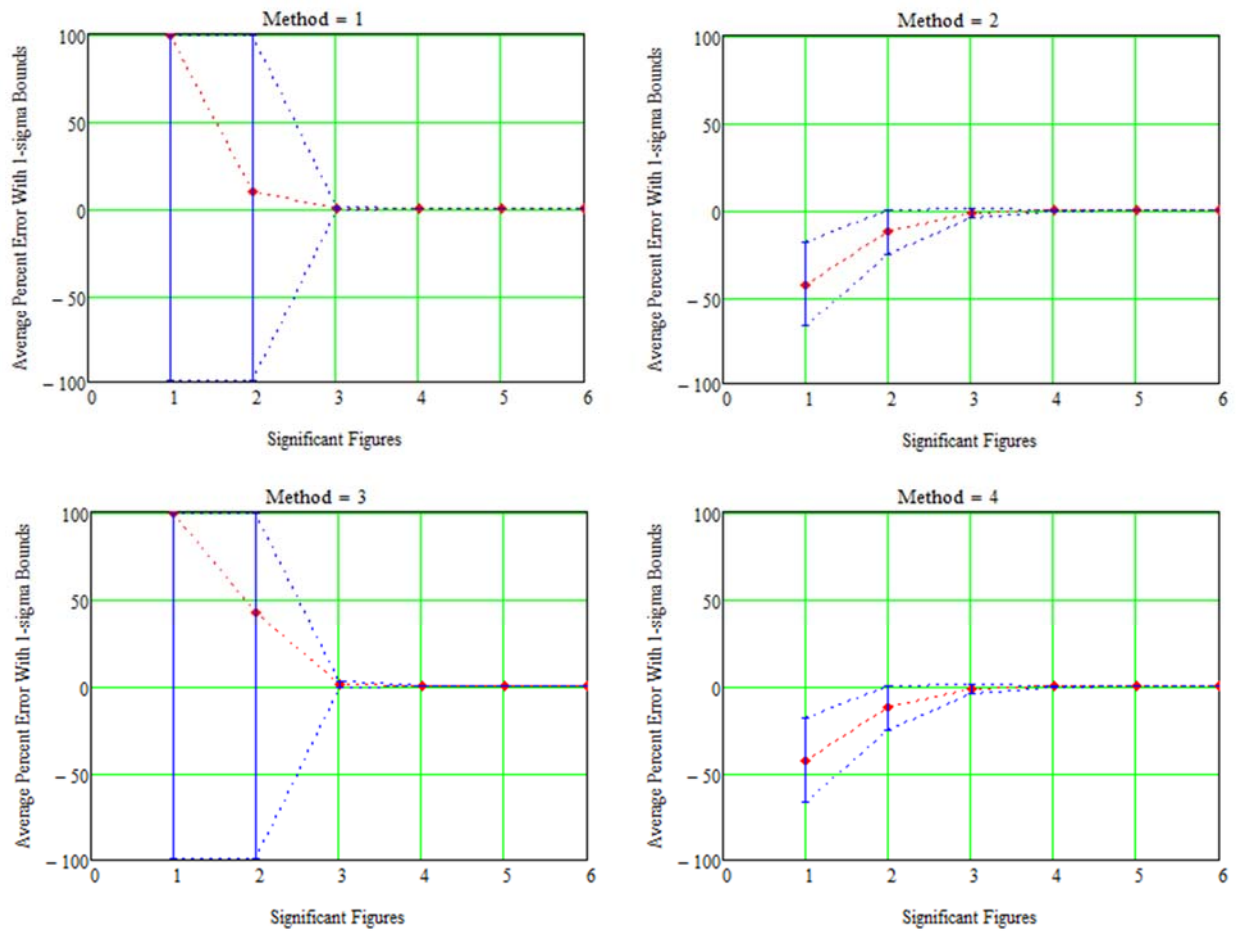 Method = 1
Average Percent Error With 1-sigma Bounds
100
50
0
– 50
– 100
0 1 2 3 4 5 6
Significant Figures
Method = 2
Average Percent Error With 1-sigma Bounds
100
50
0
– 50
– 100
0 1 2 3 4 5 6
Significant Figures
Method = 3
Average Percent Error With 1-sigma Bounds
100
50
0
– 50
– 100
0 1 2 3 4 5 6
Significant Figures
Method = 4
Average Percent Error With 1-sigma Bounds
100
50
0
– 50
– 100
0 1 2 3 4 5 6
Significant Figures